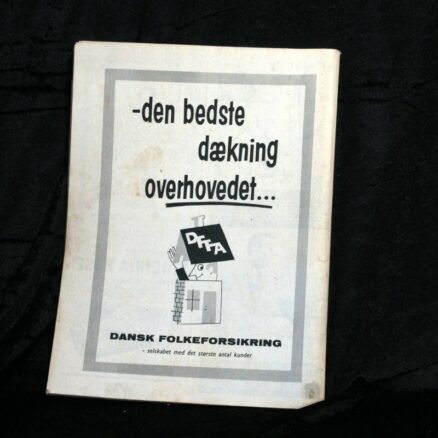 -den bedste
dækning
overhovedet...
DFFA
DANSK FOLKEFORSIKRING
- selskabet med det største antal kunder